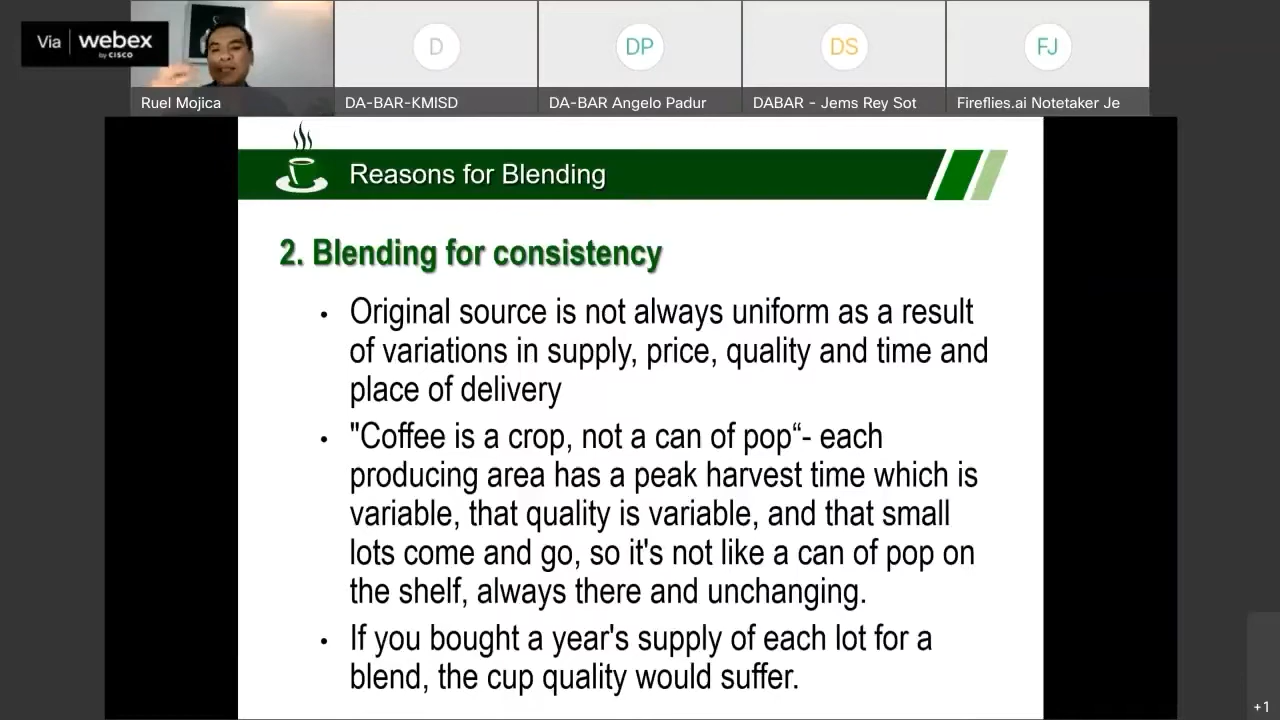 Via webex
by CISCO
D
DP
DS
FJ
Ruel Mojica
DA-BAR-KMISD
DA-BAR Angelo Padur
DABAR - Jems Rey Sot
Fireflies.ai Notetaker Je
Reasons for Blending
2. Blending for consistency
• Original source is not always uniform as a result
of variations in supply, price, quality and time and
place of delivery
• "Coffee is a crop, not a can of pop“- each
producing area has a peak harvest time which is
variable, that quality is variable, and that small
lots come and go, so it's not like a can of pop on
the shelf, always there and unchanging.
• If you bought a year's supply of each lot for a
blend, the cup quality would suffer.
+1